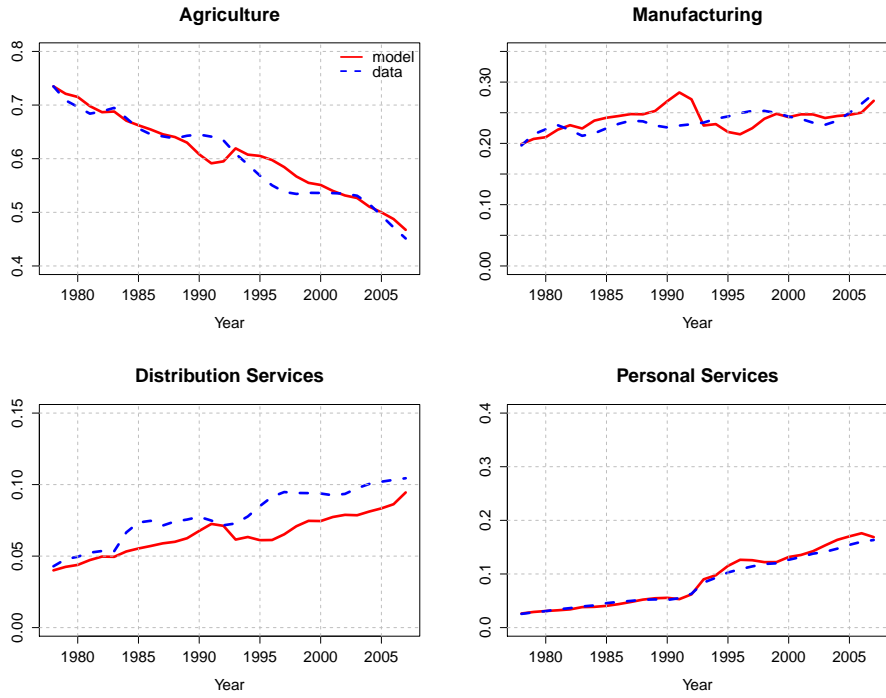 Agriculture
0.8
0.7
0.6
0.5
0.4
model
data
1980 1985 1990 1995 2000 2005
Year
Manufacturing
0.30
0.20
0.10
0.00
1980 1985 1990 1995 2000 2005
Year
Distribution Services
0.15
0.10
0.05
0.00
1980 1985 1990 1995 2000 2005
Year
Personal Services
0.4
0.3
0.2
0.1
0.0
1980 1985 1990 1995 2000 2005
Year